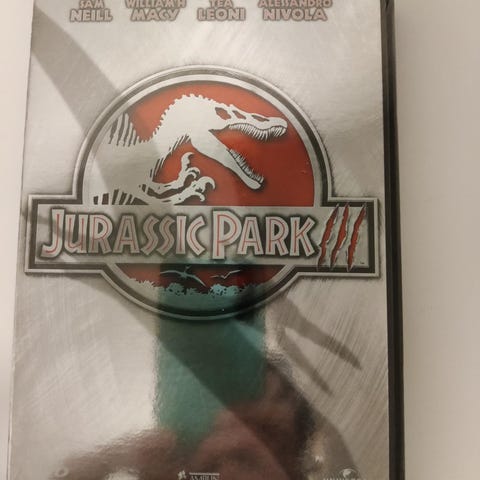 SAM WILLIAM H. TÉA ALESSANDRO
NEILL MACY LEONI NIVOLA
JURASSIC PARK III